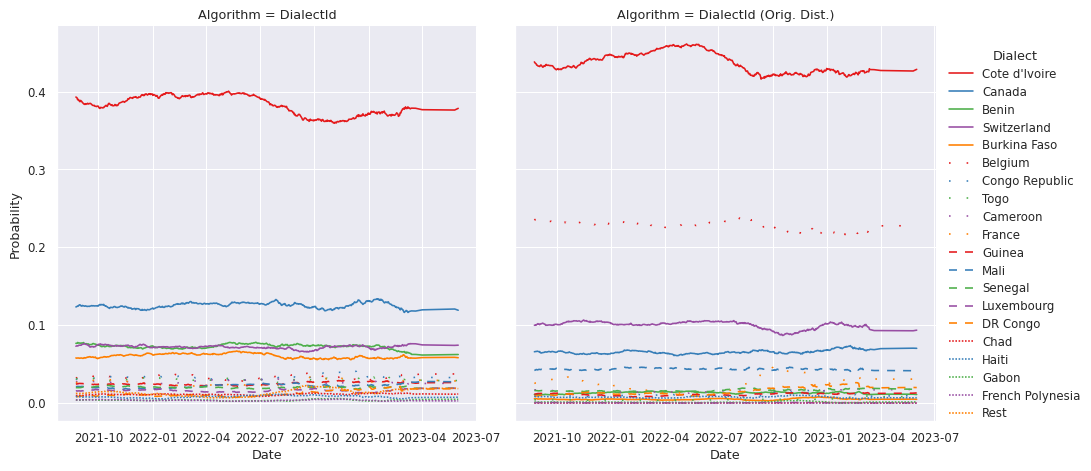 Algorithm = DialectId
Algorithm = DialectId (Orig. Dist.)
Probability
0.4
0.3
0.2
0.1
0.0
2021-10
2022-01
2022-04
2022-07
2022-10
2023-01
2023-04
2023-07
Date
2021-10
2022-01
2022-04
2022-07
2022-10
2023-01
2023-04
2023-07
Date
Dialect
Cote d'Ivoire
Canada
Benin
Switzerland
Burkina Faso
Belgium
Congo Republic
Togo
Cameroon
France
Guinea
Mali
Senegal
Luxembourg
DR Congo
Chad
Haiti
Gabon
French Polynesia
Rest